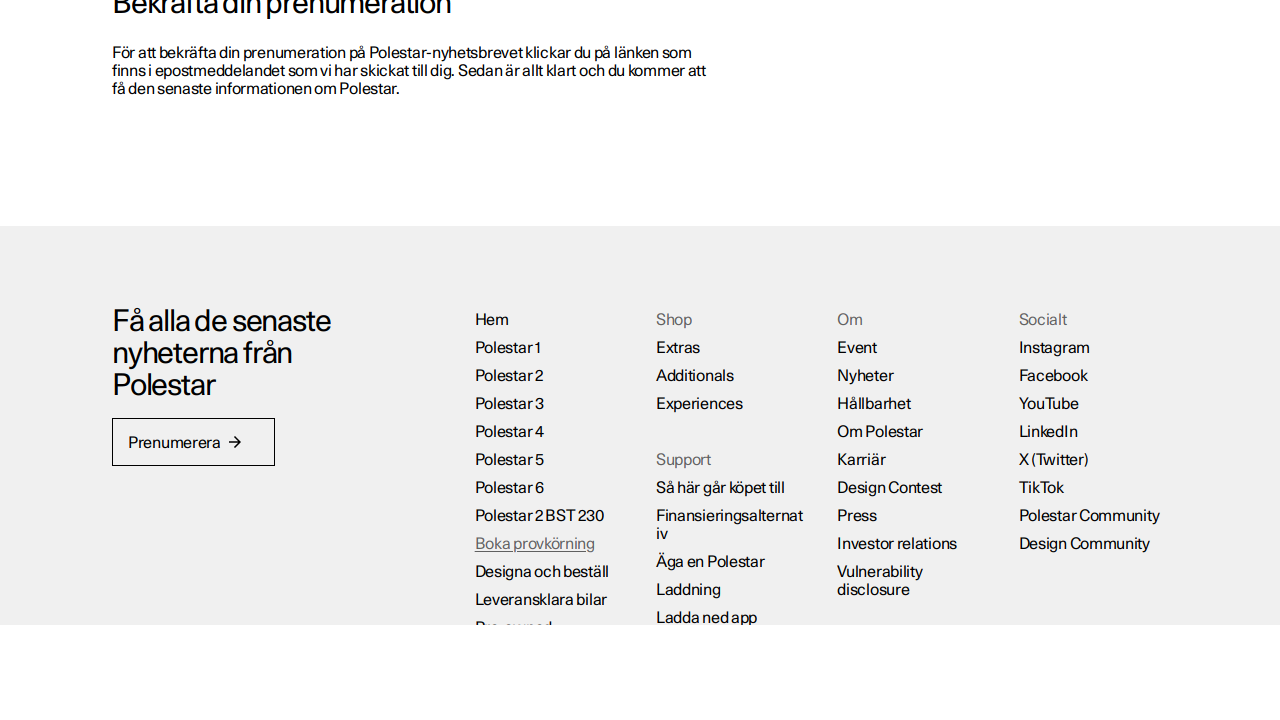 Bekräfta din prenumeration
För att bekräfta din prenumeration på Polestar-nyhetsbrevet klickar du på länken som
finns i epostmeddelandet som vi har skickat till dig. Sedan är allt klart och du kommer att
få den senaste informationen om Polestar.
Få alla de senaste
nyheterna från
Polestar
Prenumerera →
Hem
Polestar 1
Polestar 2
Polestar 3
Polestar 4
Polestar 5
Polestar 6
Polestar 2 BST 230
Boka provkörning
Designa och beställ
Leveransklara bilar
Shop
Extras
Additionals
Experiences
Support
Så här går köpet till
Finansieringsalternat
iv
Äga en Polestar
Laddning
Ladda ned app
Om
Event
Nyheter
Hållbarhet
Om Polestar
Karriär
Design Contest
Press
Investor relations
Vulnerability
disclosure
Socialt
Instagram
Facebook
YouTube
LinkedIn
X (Twitter)
TikTok
Polestar Community
Design Community